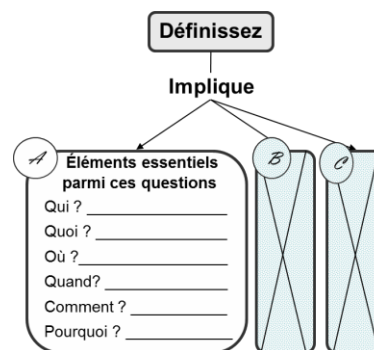 Définissez
Implique
A
Éléments essentiels
parmi ces questions
Qui ?
Quoi ?
Où ?
Quand?
Comment ?
Pourquoi ?
B
C